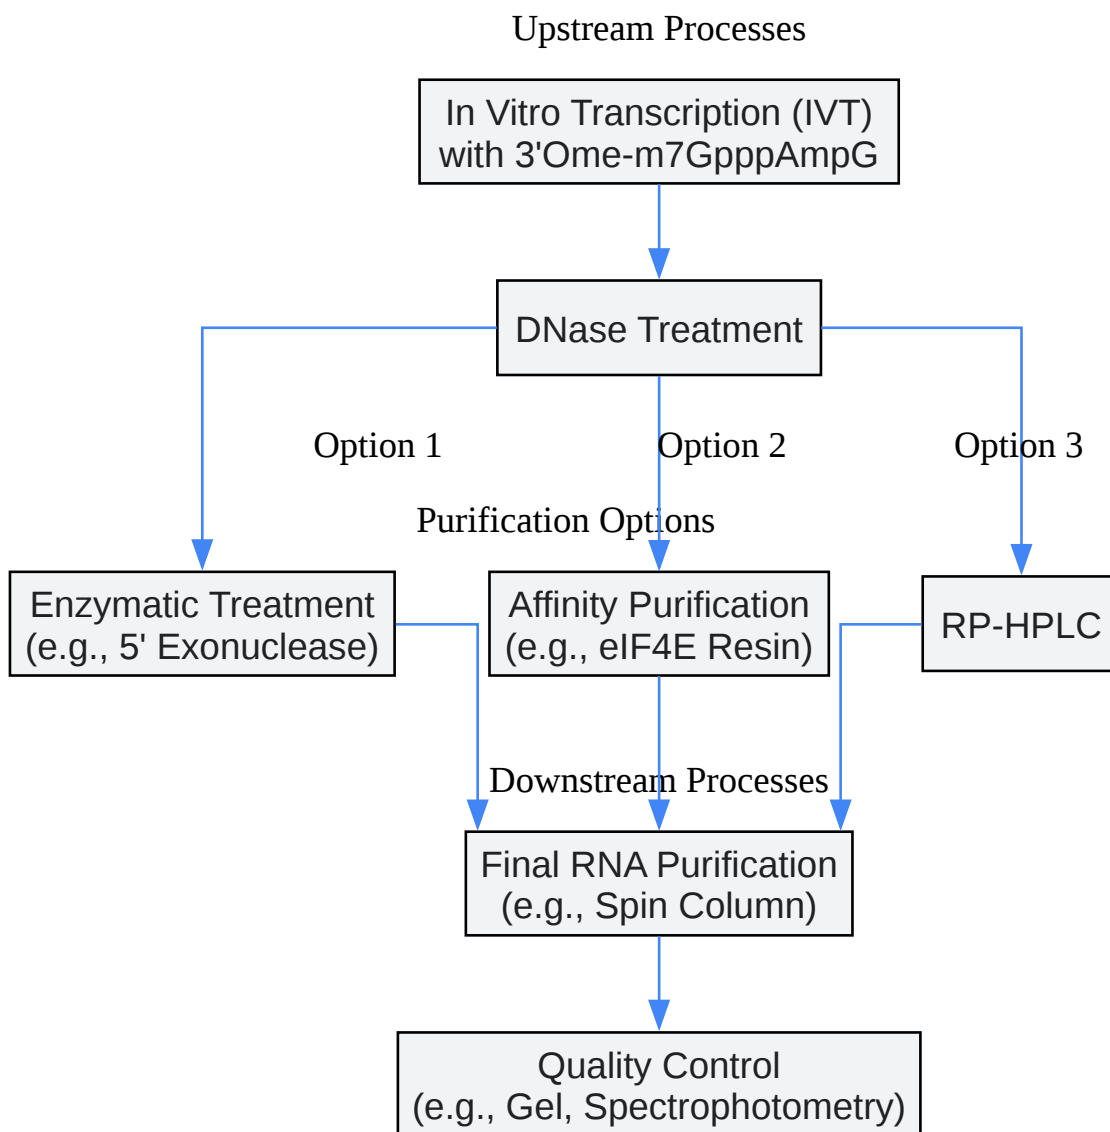 Upstream Processes
In Vitro Transcription (IVT)
with 3'Ome-m7GpppAmpG
DNase Treatment
Option 1
Option 2
Option 3
Purification Options
Enzymatic Treatment
(e.g., 5' Exonuclease)
Affinity Purification
(e.g., eIF4E Resin)
RP-HPLC
Downstream Processes
Final RNA Purification
(e.g., Spin Column)
Quality Control
(e.g., Gel, Spectrophotometry)